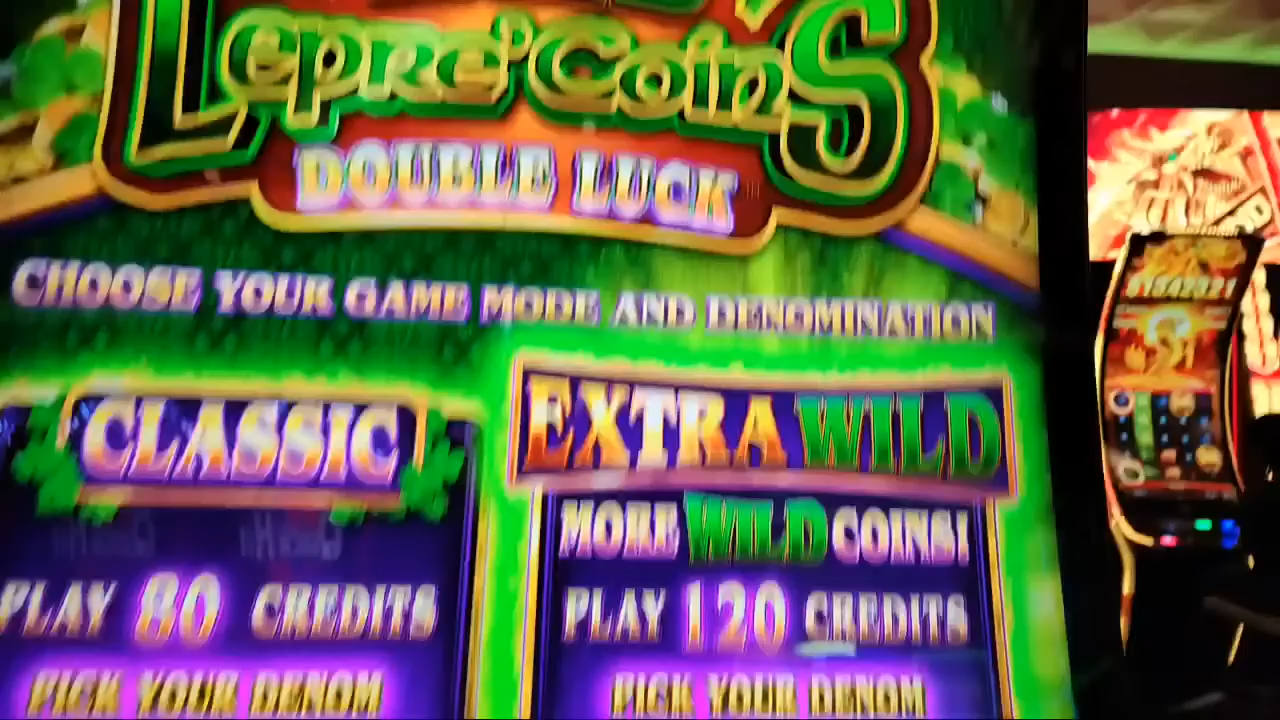 Lepre'Coins
DOUBLE LUCK
CHOOSE YOUR GAME MODE AND DENOMINATION
CLASSIC
PLAY 80 CREDITS
PICK YOUR DENOM
EXTRA WILD
MORE WILD COINS!
PLAY 120 CREDITS
PICK YOUR DENOM